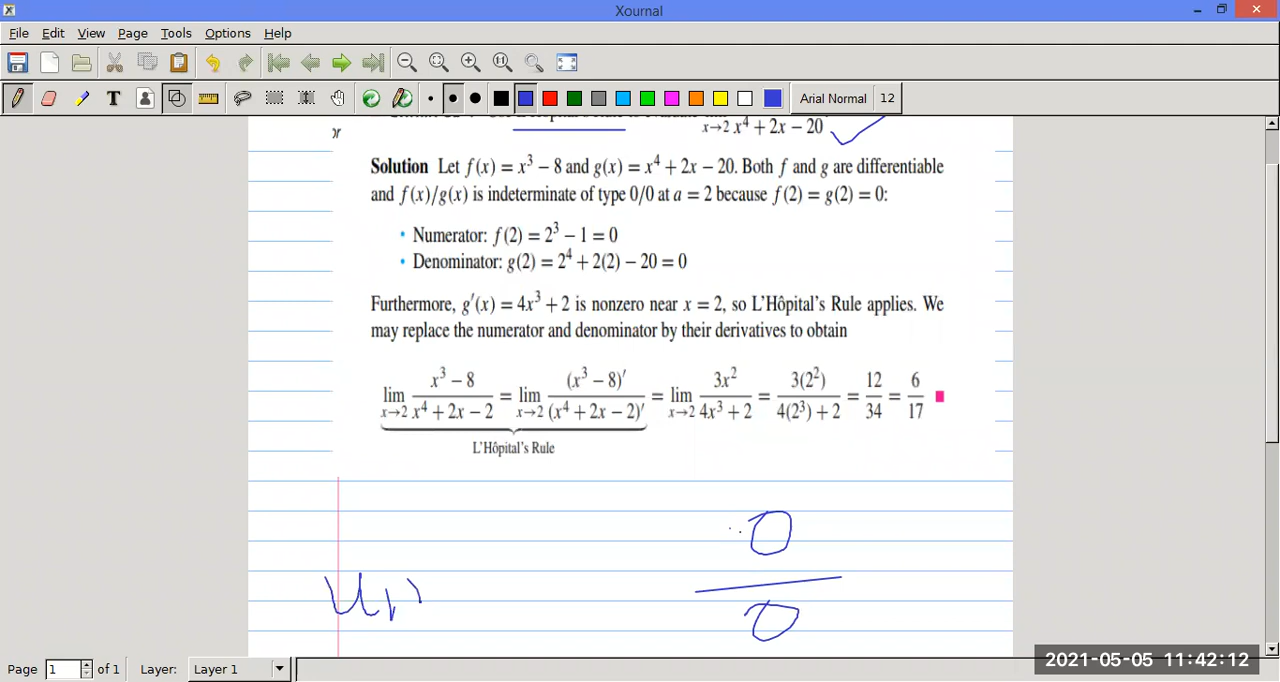 Xournal
File Edit View Page Tools Options Help
Arial Normal 12
x→2 x⁴ + 2x − 20
Solution Let f(x) = x³ − 8 and g(x) = x⁴ + 2x − 20. Both f and g are differentiable
and f(x)/g(x) is indeterminate of type 0/0 at a = 2 because f(2) = g(2) = 0:
• Numerator: f(2) = 2³ − 1 = 0
• Denominator: g(2) = 2⁴ + 2(2) − 20 = 0
Furthermore, g′(x) = 4x³ + 2 is nonzero near x = 2, so L'Hôpital's Rule applies. We
may replace the numerator and denominator by their derivatives to obtain
lim x→2 (x³ − 8)/(x⁴ + 2x − 2) = lim x→2 (x³ − 8)′/(x⁴ + 2x − 2)′ = lim x→2 3x²/(4x³ + 2) = 3(2²)/(4(2³) + 2) = 12/34 = 6/17
L'Hôpital's Rule
0
0
Page 1 of 1 Layer: Layer 1
2021-05-05 11:42:12